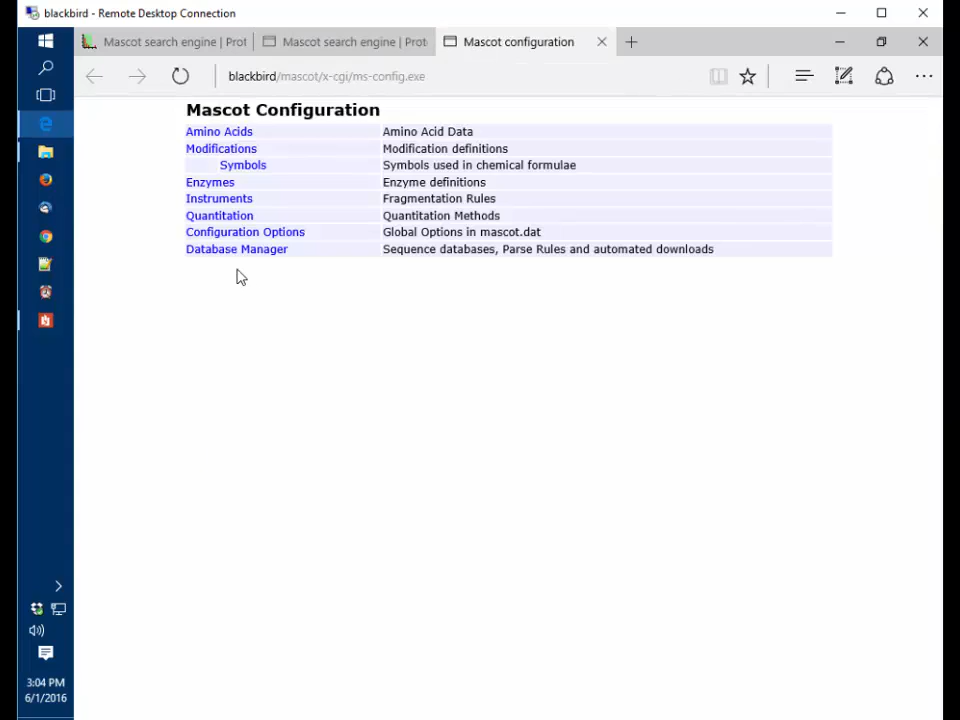 blackbird - Remote Desktop Connection
Mascot search engine | Prot
Mascot search engine | Prot
Mascot configuration
blackbird/mascot/x-cgi/ms-config.exe
Mascot Configuration
Amino Acids Amino Acid Data
Modifications Modification definitions
Symbols Symbols used in chemical formulae
Enzymes Enzyme definitions
Instruments Fragmentation Rules
Quantitation Quantitation Methods
Configuration Options Global Options in mascot.dat
Database Manager Sequence databases, Parse Rules and automated downloads
3:04 PM
6/1/2016